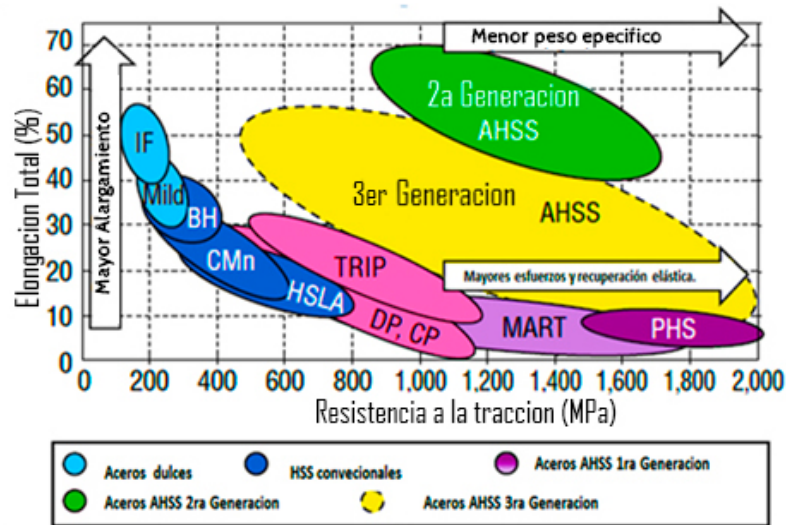 Elongacion Total (%)
Mayor Alargamiento
70
60
50
40
30
20
10
0
Menor peso epecifico
2a Generacion
AHSS
3er Generacion
AHSS
Mayores esfuerzos y recuperación elástica.
IF
Mild
BH
CMn
HSLA
TRIP
DP, CP
MART
PHS
0 200 400 600 800 1,000 1,200 1,400 1,600 1,800 2,000
Resistencia a la traccion (MPa)
Aceros dulces HSS convecionales Aceros AHSS 1ra Generacion
Aceros AHSS 2ra Generacion Aceros AHSS 3ra Generacion